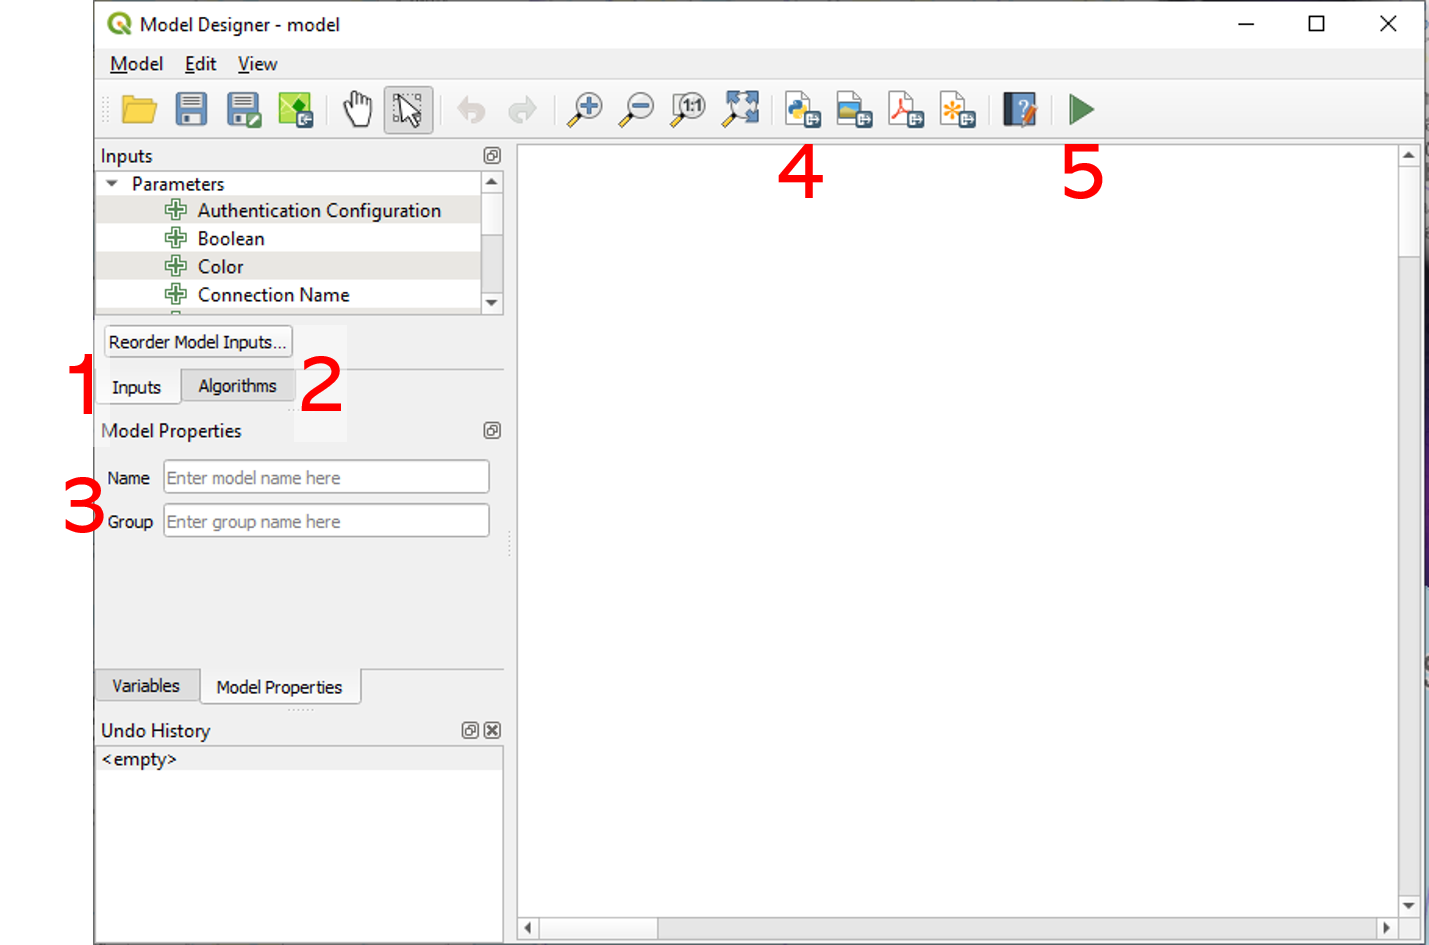 Model Designer - model
Model Edit View
1:1
4 5
Inputs
Parameters
Authentication Configuration
Boolean
Color
Connection Name
Reorder Model Inputs...
1 Inputs Algorithms 2
Model Properties
3
Name Enter model name here
Group Enter group name here
Variables Model Properties
Undo History
<empty>